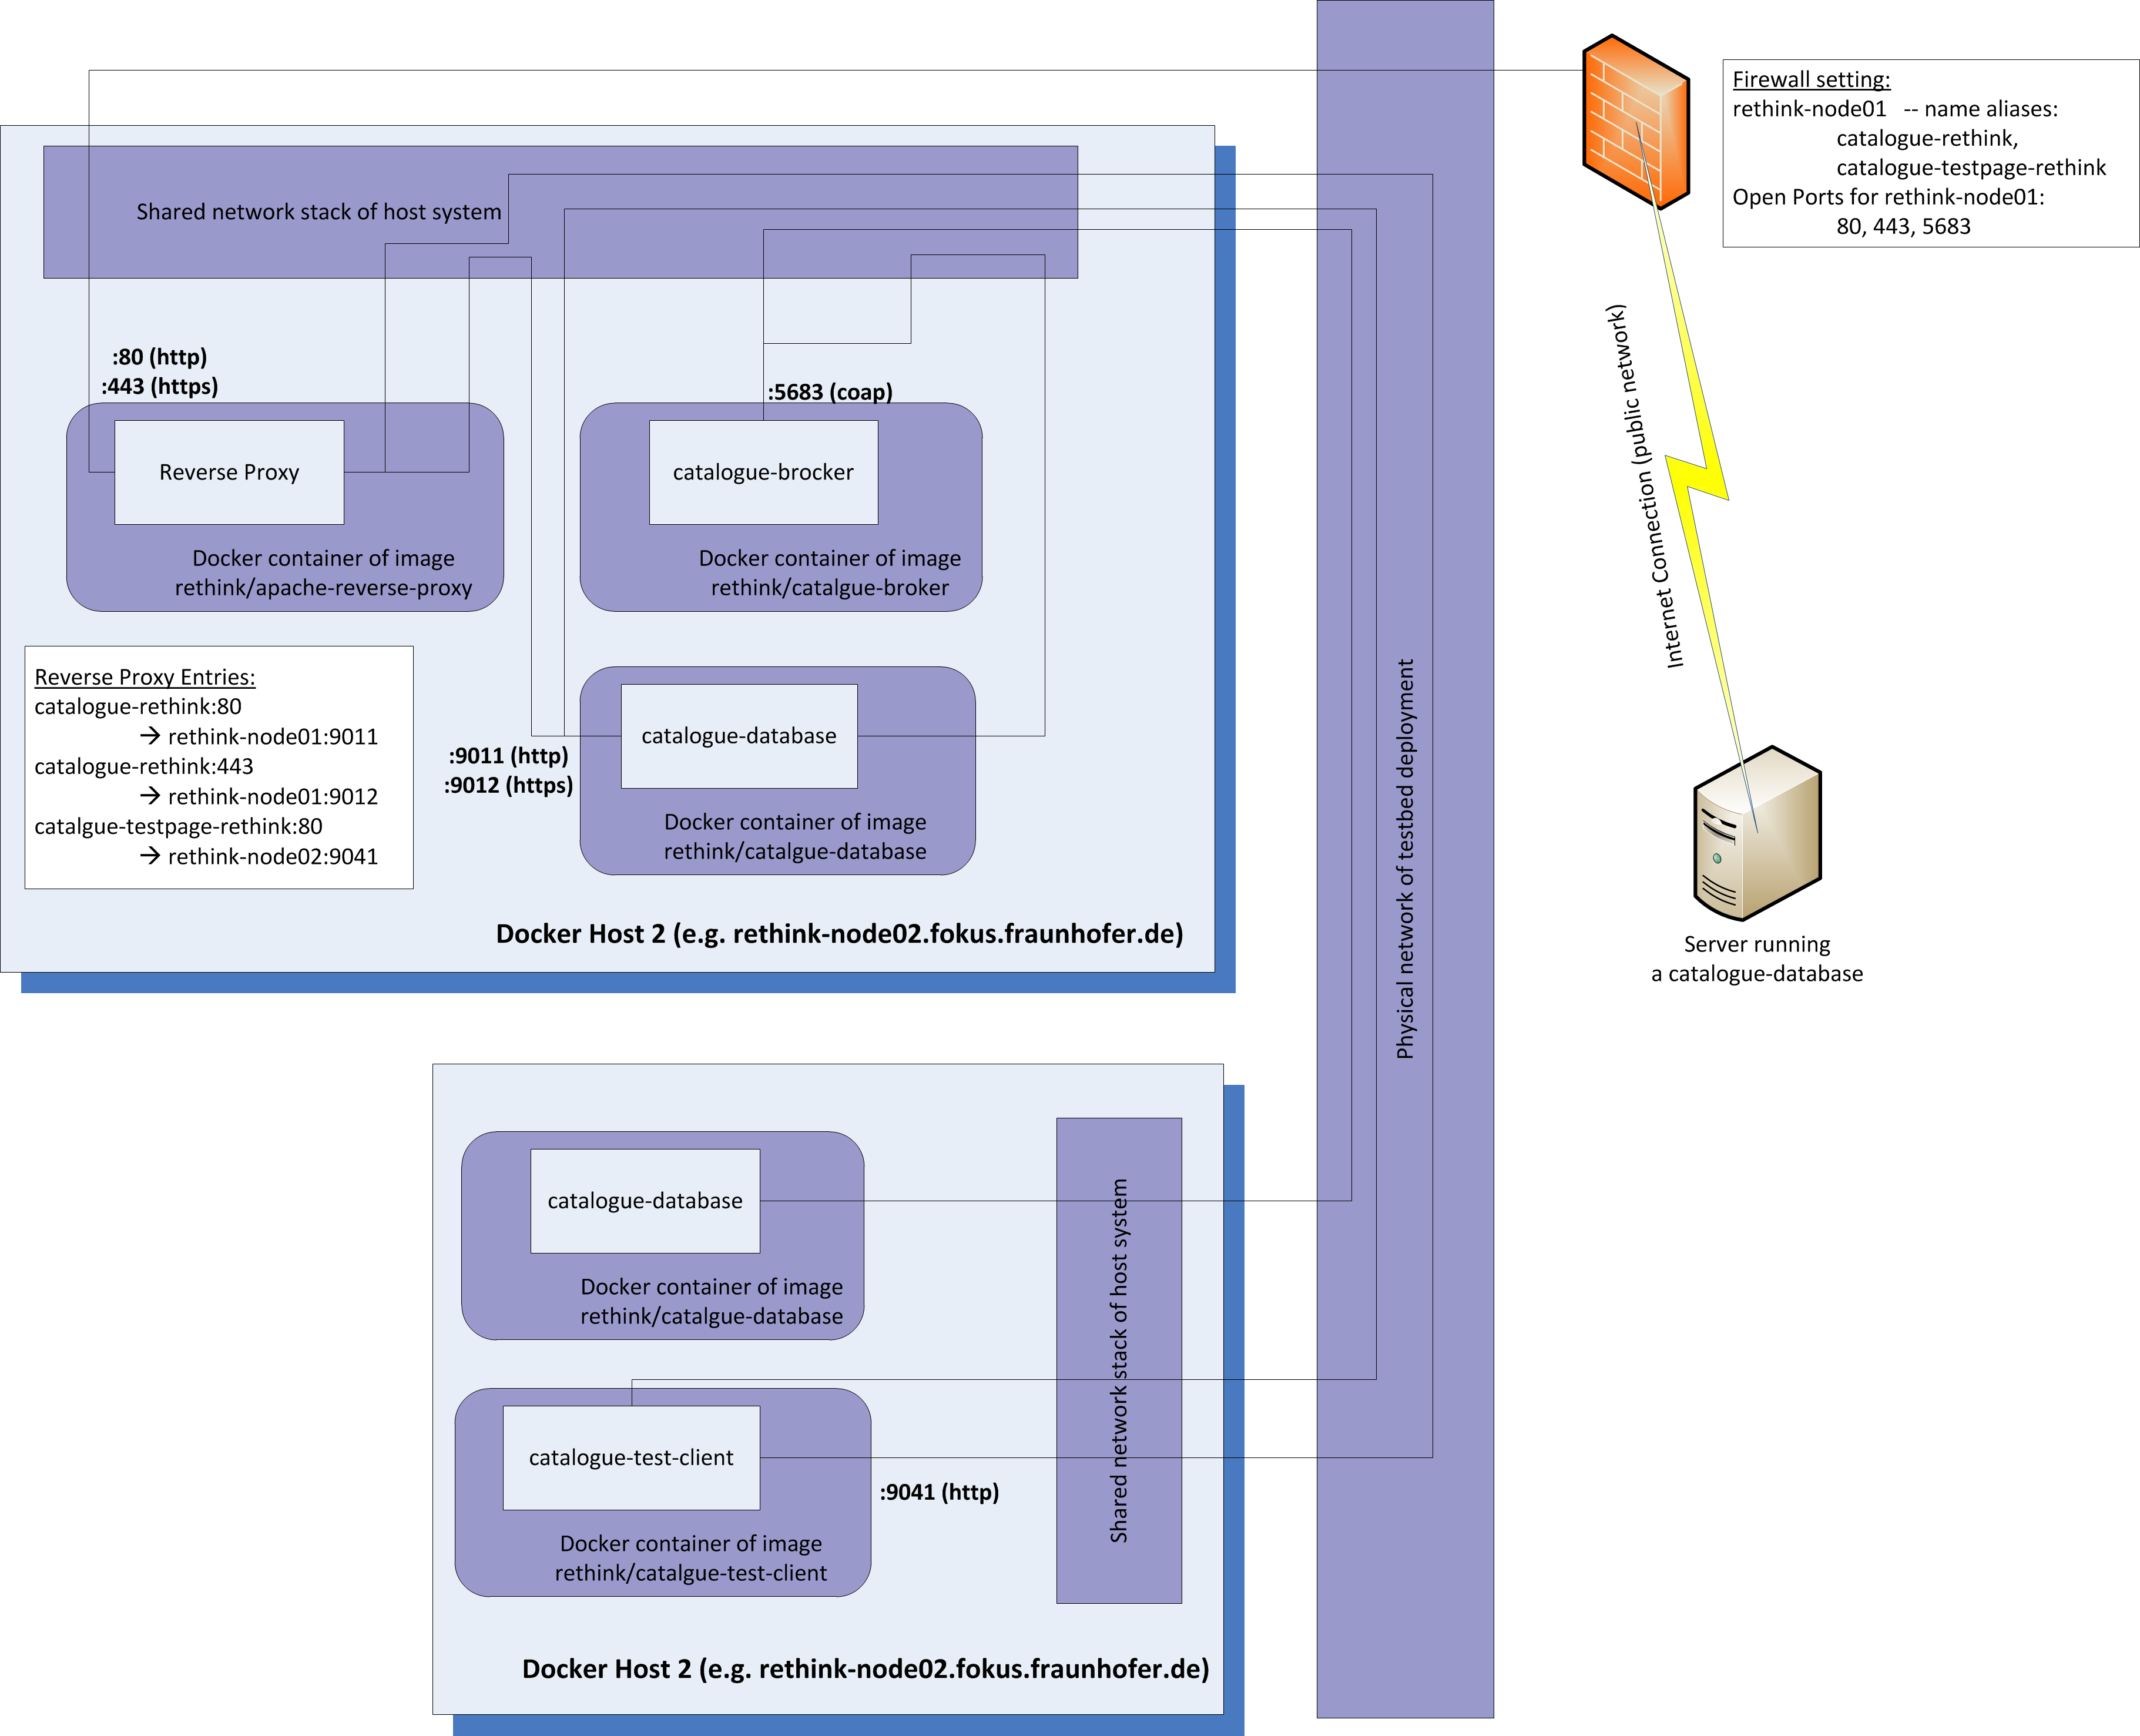 Firewall setting:
rethink-node01   -- name aliases:
catalogue-rethink,
catalogue-testpage-rethink
Open Ports for rethink-node01:
80, 443, 5683
Shared network stack of host system
:80 (http)
:443 (https)
:5683 (coap)
Reverse Proxy
Docker container of image
rethink/apache-reverse-proxy
catalogue-brocker
Docker container of image
rethink/catalgue-broker
Reverse Proxy Entries:
catalogue-rethink:80
→ rethink-node01:9011
catalogue-rethink:443
→ rethink-node01:9012
catalgue-testpage-rethink:80
→ rethink-node02:9041
:9011 (http)
:9012 (https)
catalogue-database
Docker container of image
rethink/catalgue-database
Docker Host 2 (e.g. rethink-node02.fokus.fraunhofer.de)
Physical network of testbed deployment
Internet Connection (public network)
Server running
a catalogue-database
catalogue-database
Docker container of image
rethink/catalgue-database
catalogue-test-client
:9041 (http)
Docker container of image
rethink/catalgue-test-client
Shared network stack of host system
Docker Host 2 (e.g. rethink-node02.fokus.fraunhofer.de)